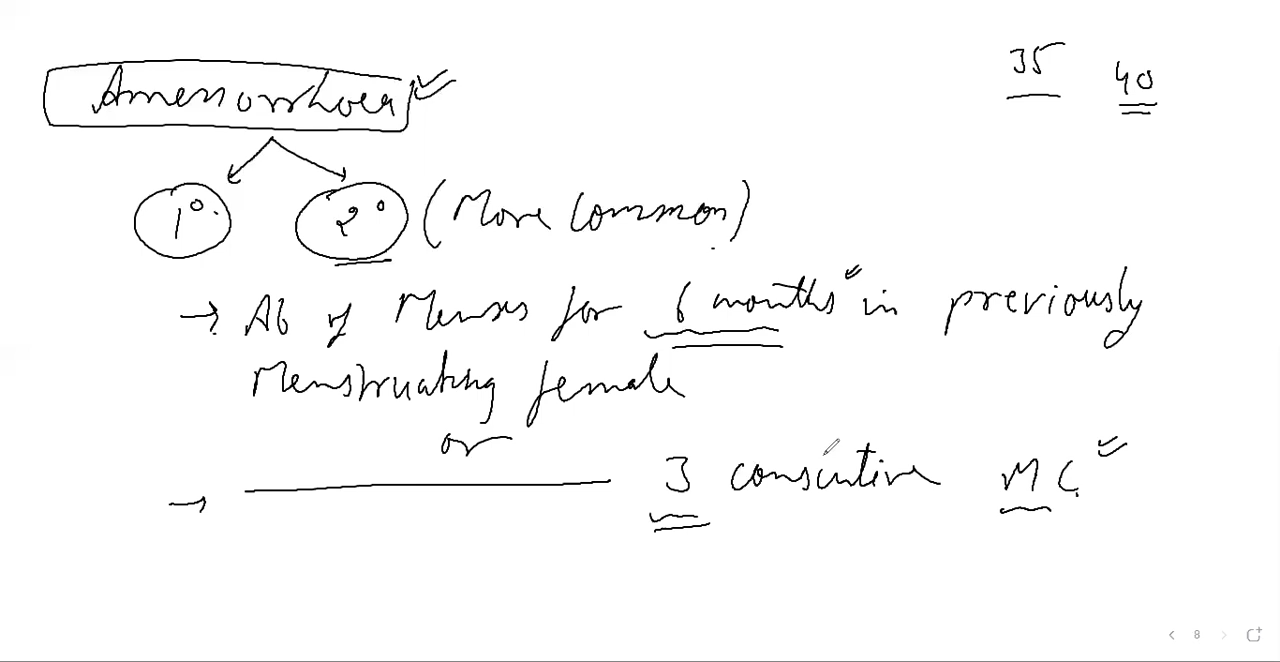 Amenorrhoea
35
40
1° 2° (More common)
→ Ab of Menses for 6 months in previously
Menstruating female
or
→ 3 consecutive MC
8